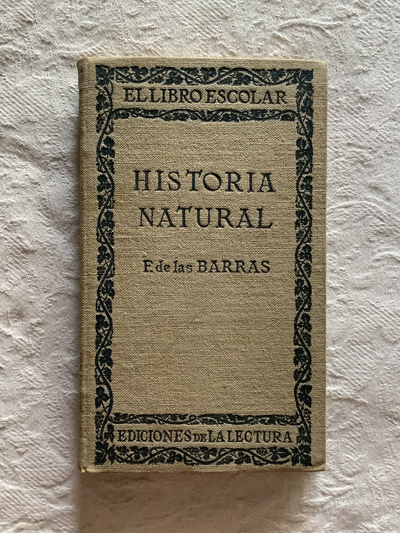 EL LIBRO ESCOLAR
HISTORIA
NATURAL
F. de las BARRAS
EDICIONES DE LA LECTURA